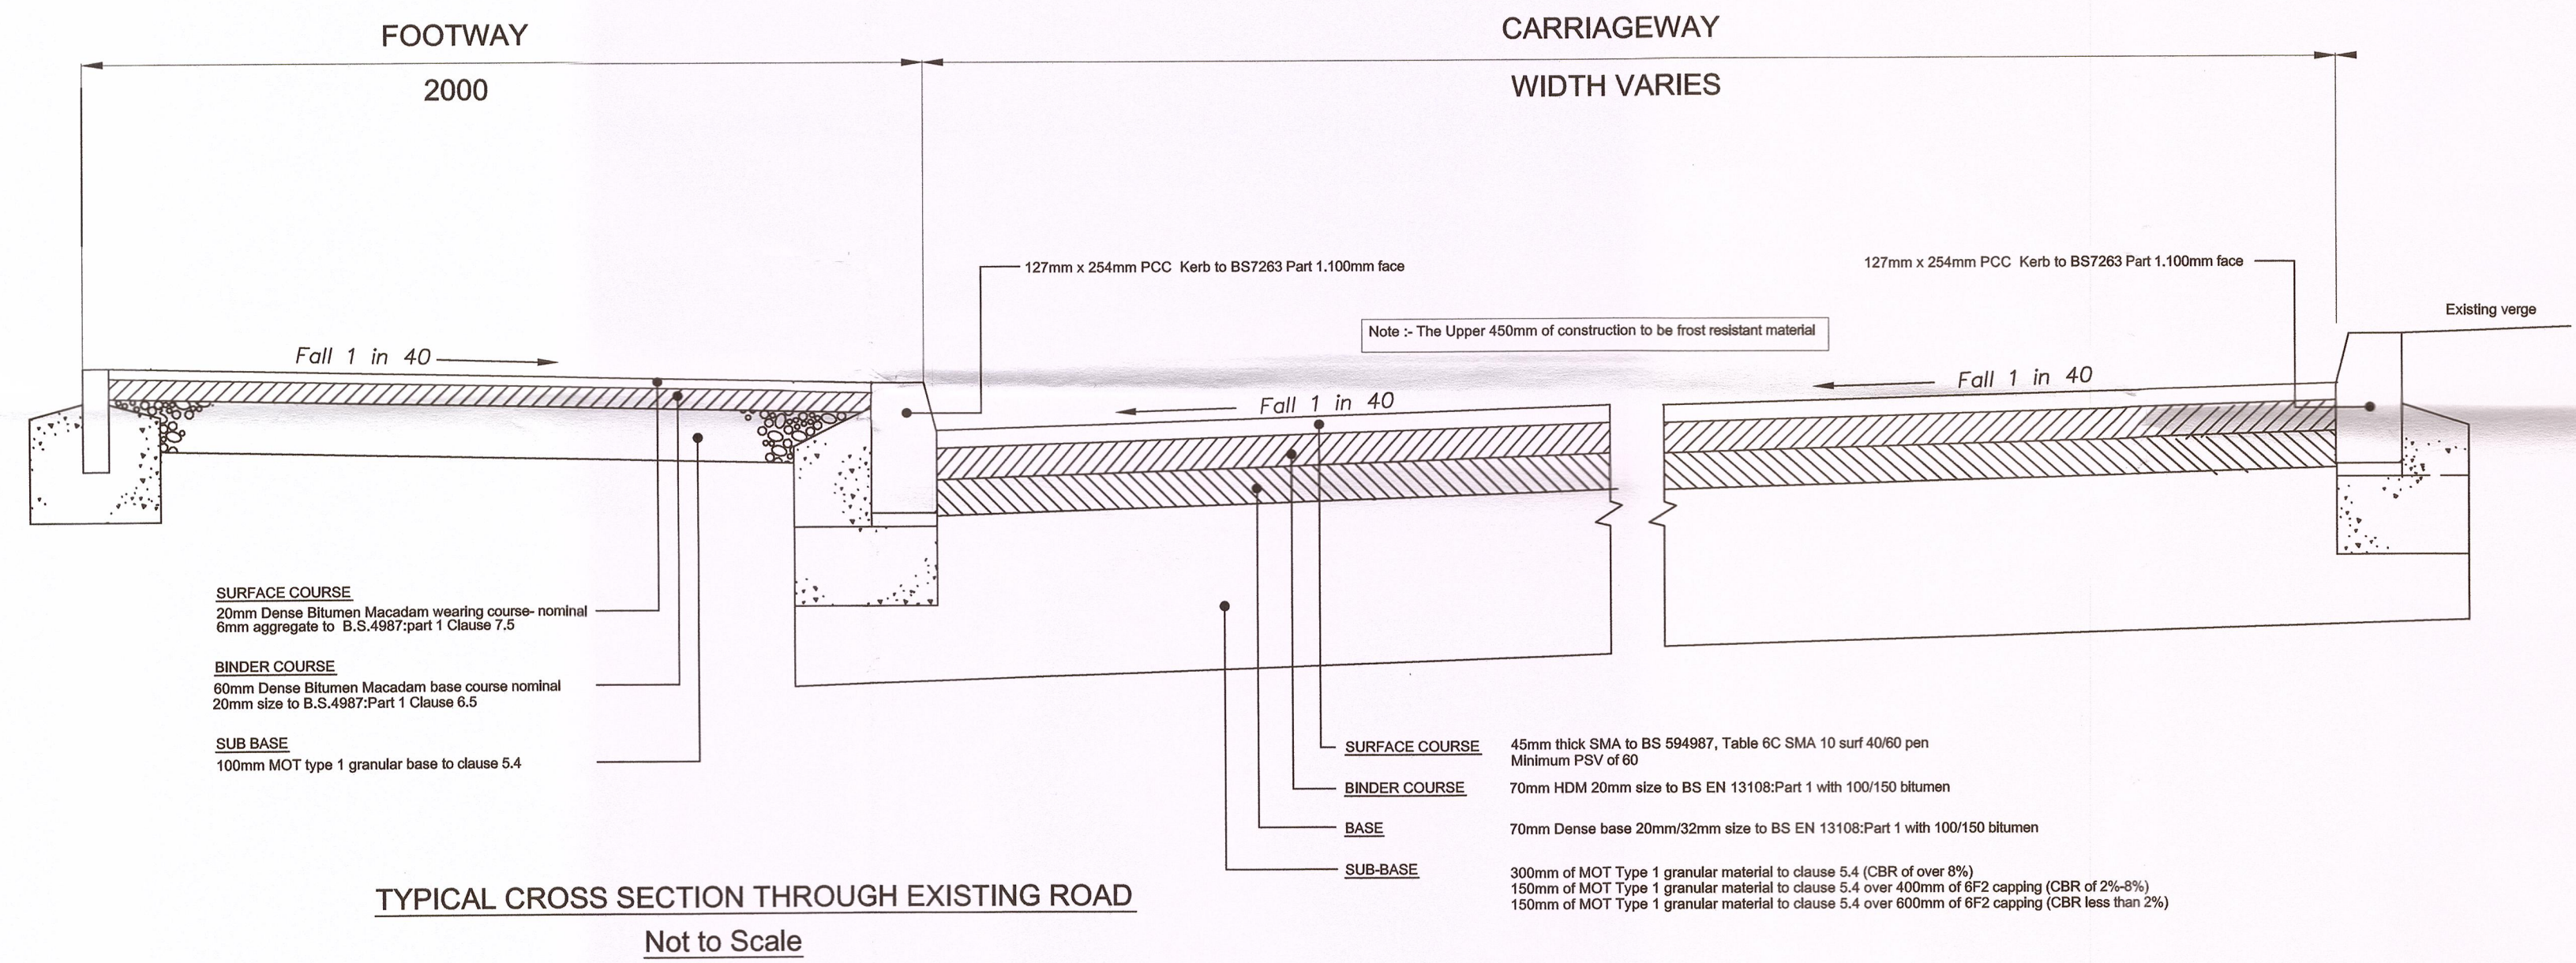 FOOTWAY
2000
CARRIAGEWAY
WIDTH VARIES
127mm x 254mm PCC Kerb to BS7263 Part 1.100mm face
127mm x 254mm PCC Kerb to BS7263 Part 1.100mm face
Existing verge
Note :- The Upper 450mm of construction to be frost resistant material
Fall 1 in 40
Fall 1 in 40
Fall 1 in 40
SURFACE COURSE
20mm Dense Bitumen Macadam wearing course- nominal
6mm aggregate to B.S.4987:part 1 Clause 7.5
BINDER COURSE
60mm Dense Bitumen Macadam base course nominal
20mm size to B.S.4987:Part 1 Clause 6.5
SUB BASE
100mm MOT type 1 granular base to clause 5.4
SURFACE COURSE 45mm thick SMA to BS 594987, Table 6C SMA 10 surf 40/60 pen
Minimum PSV of 60
BINDER COURSE 70mm HDM 20mm size to BS EN 13108:Part 1 with 100/150 bitumen
BASE 70mm Dense base 20mm/32mm size to BS EN 13108:Part 1 with 100/150 bitumen
SUB-BASE 300mm of MOT Type 1 granular material to clause 5.4 (CBR of over 8%)
150mm of MOT Type 1 granular material to clause 5.4 over 400mm of 6F2 capping (CBR of 2%-8%)
150mm of MOT Type 1 granular material to clause 5.4 over 600mm of 6F2 capping (CBR less than 2%)
TYPICAL CROSS SECTION THROUGH EXISTING ROAD
Not to Scale